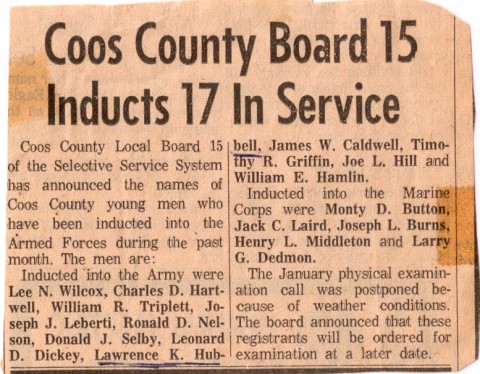 Coos County Board 15
Inducts 17 In Service
Coos County Local Board 15
of the Selective Service System
has announced the names of
Coos County young men who
have been inducted into the
Armed Forces during the past
month. The men are:
Inducted into the Army were
Lee N. Wilcox, Charles D. Hart-
well, William R. Triplett, Jo-
seph J. Leberti, Ronald D. Nel-
son, Donald J. Selby, Leonard
D. Dickey, Lawrence K. Hub-
bell, James W. Caldwell, Timo-
thy R. Griffin, Joe L. Hill and
William E. Hamlin.
Inducted into the Marine
Corps were Monty D. Button,
Jack C. Laird, Joseph L. Burns,
Henry L. Middleton and Larry
G. Dedmon.
The January physical examin-
ation call was postponed be-
cause of weather conditions.
The board announced that these
registrants will be ordered for
examination at a later date.